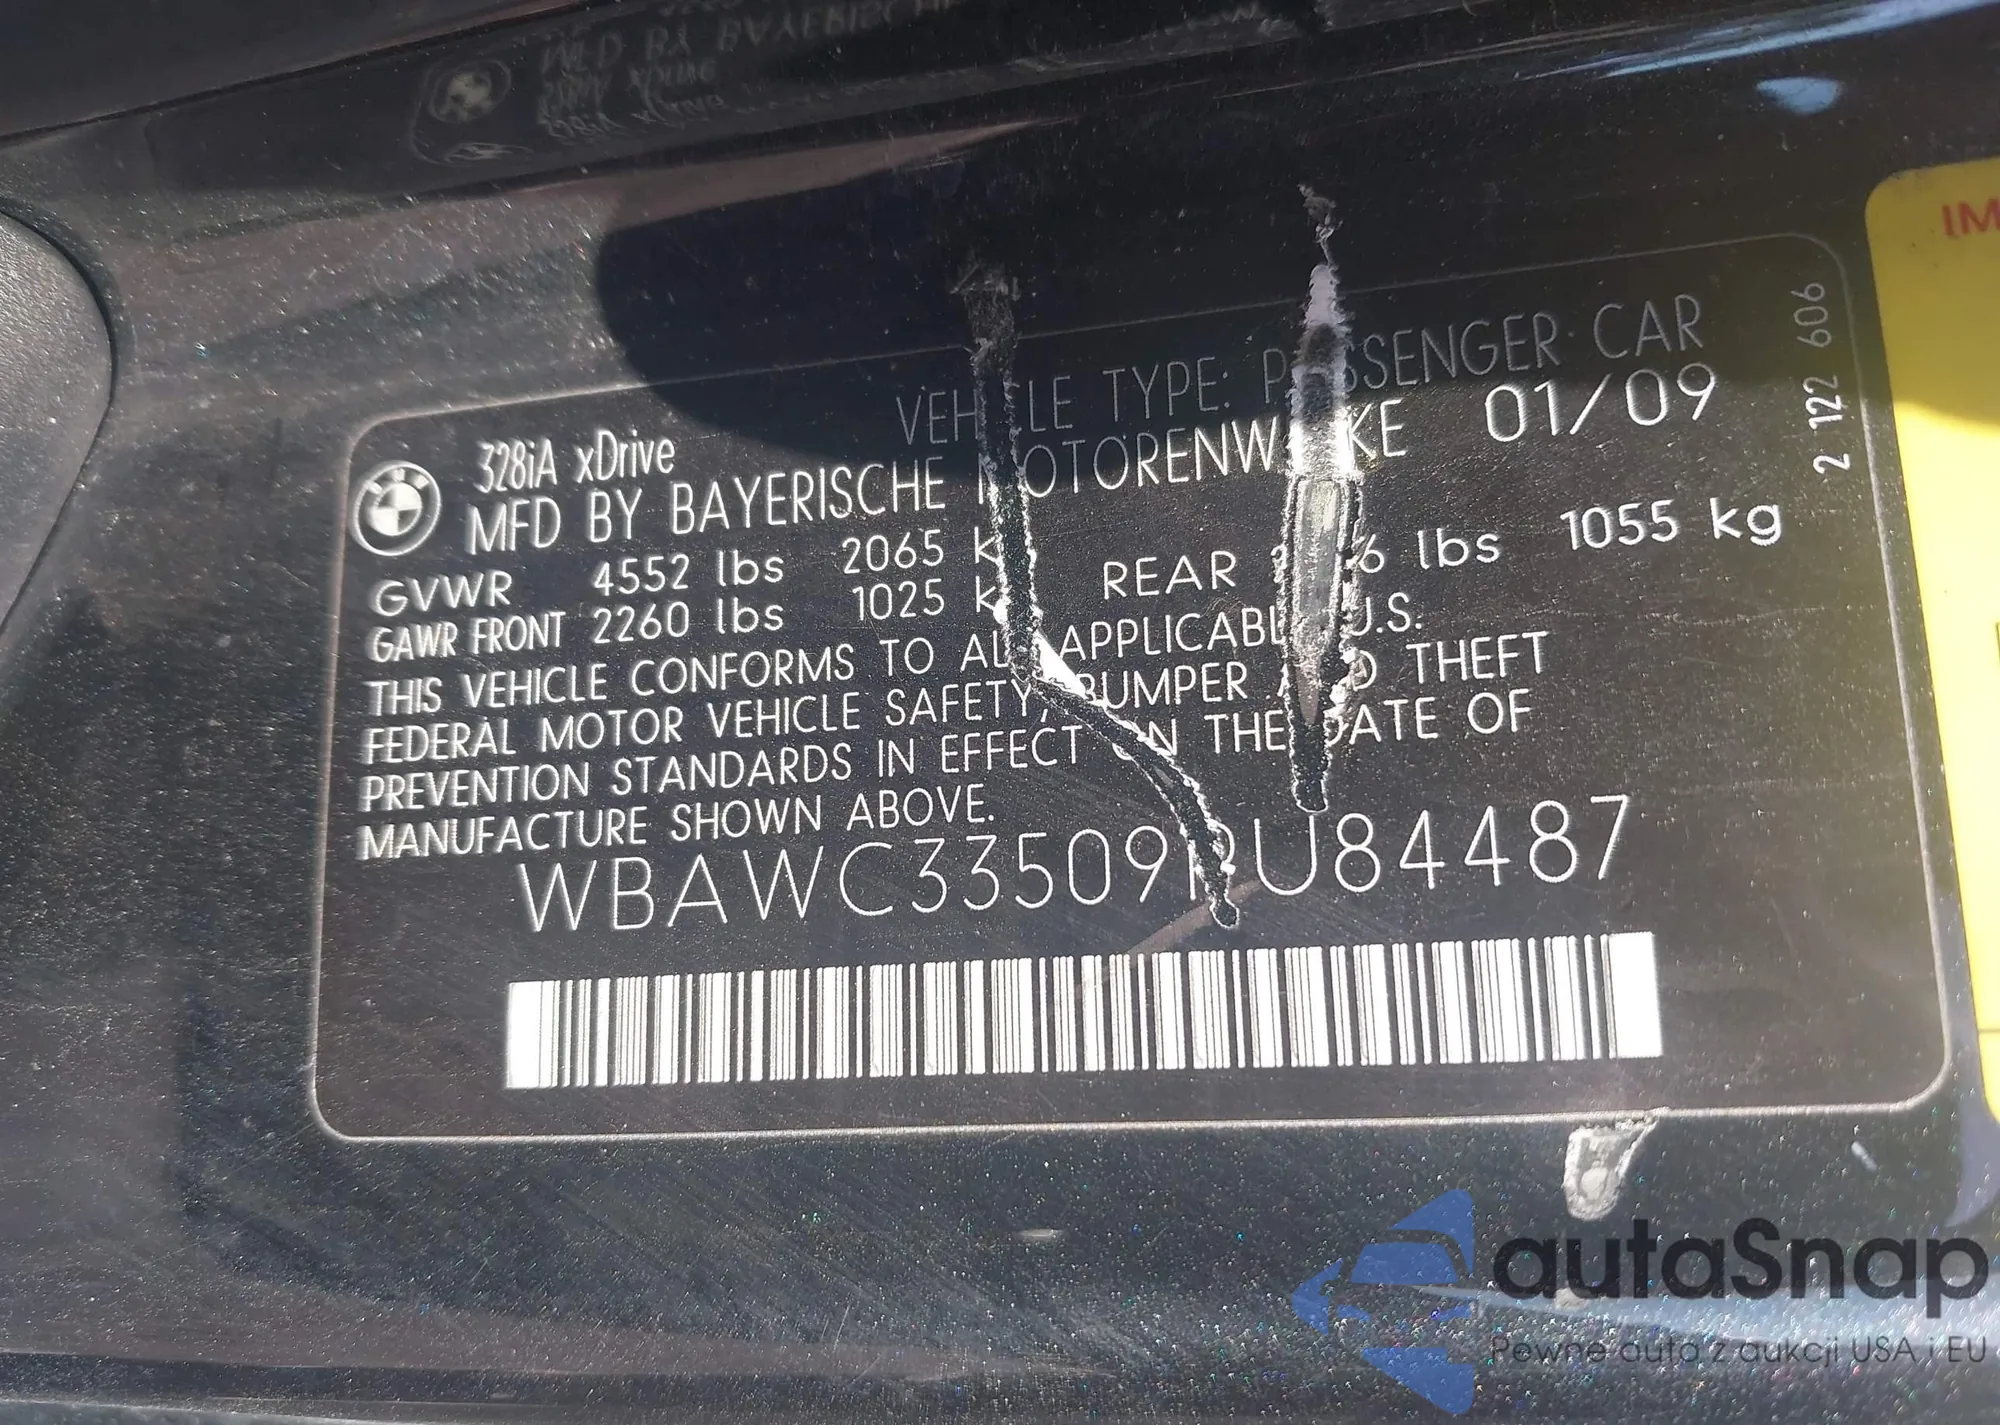 VEHICLE TYPE: PASSENGER CAR
328iA xDrive
MFD BY BAYERISCHE MOTORENWERKE 01/09
GVWR 4552 lbs 2065 kg
GAWR FRONT 2260 lbs 1025 kg REAR lbs 1055 kg
THIS VEHICLE CONFORMS TO ALL APPLICABLE U.S.
FEDERAL MOTOR VEHICLE SAFETY, BUMPER AND THEFT
PREVENTION STANDARDS IN EFFECT ON THE DATE OF
MANUFACTURE SHOWN ABOVE.
WBAWC33509PU84487
2 122 606
IM
autaSnap
Pewne auta z aukcji USA i EU